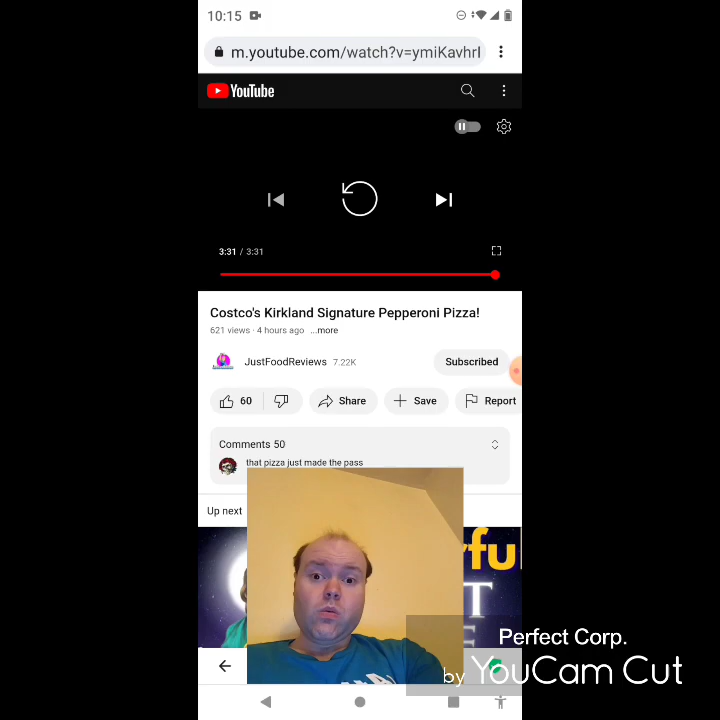 10:15
m.youtube.com/watch?v=ymiKavhrl
YouTube
3:31 / 3:31
Costco's Kirkland Signature Pepperoni Pizza!
621 views · 4 hours ago ...more
JustFoodReviews 7.22K
Subscribed
60
Share
Save
Report
Comments 50
that pizza just made the pass
Up next
ful
T
Perfect Corp.
by YouCam Cut